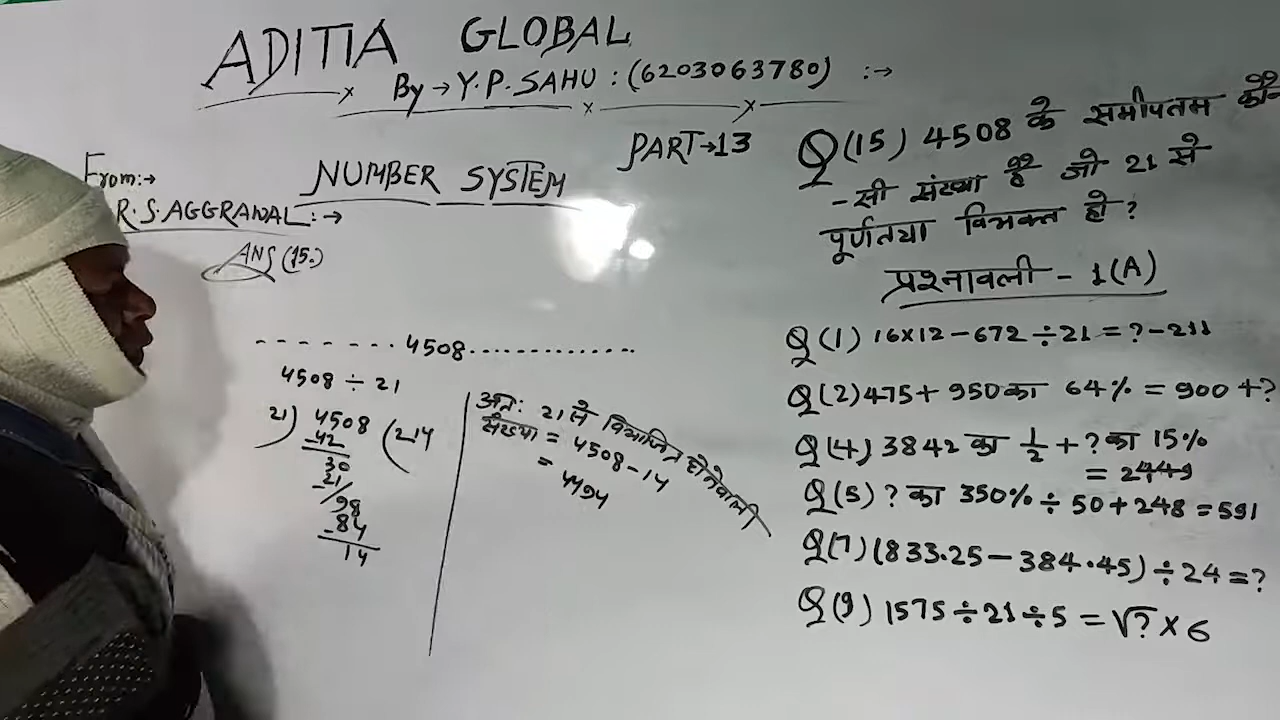 ADITIA GLOBAL
By → Y.P. SAHU : (6203063780) :→
PART→13
From:→
NUMBER SYSTEM
R.S. AGGRAWAL :→
ANS (15.)
- - - - - - - 4508..............
4508 ÷ 21
21) 4508 (214
-42
30
-21
98
-84
14
अतः 21 से विभाजित होनेवाली
संख्या = 4508-14
= 4494
Q(15) 4508 के समीपतम कौन
-सी संख्या है जो 21 से
पूर्णतया विभक्त हो ?
प्रश्नावली - 1(A)
Q(1) 16×12-672÷21=?-211
Q(2) 475+ 950 का 64% = 900 +?
Q(4) 3842 का 1/2 + ? का 15%
= 2449
Q(5) ? का 350% ÷ 50+248=591
Q(7) (833.25-384.45) ÷24=?
Q(9) 1575÷21÷5 = √? × 6